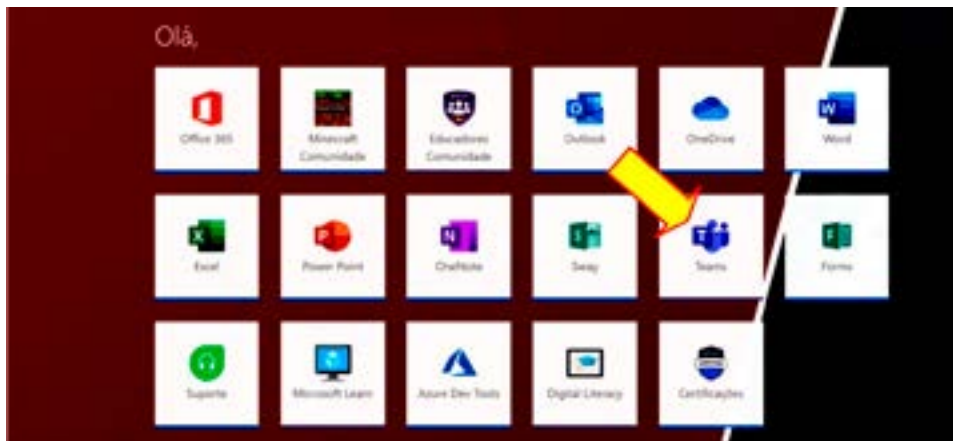 Olá,
Office 365
Minecraft
Comunidade
Educadores
Comunidade
Outlook
OneDrive
Word
Excel
Power Point
OneNote
Sway
Teams
Forms
Suporte
Microsoft Learn
Azure Dev Tools
Digital Literacy
Certificações